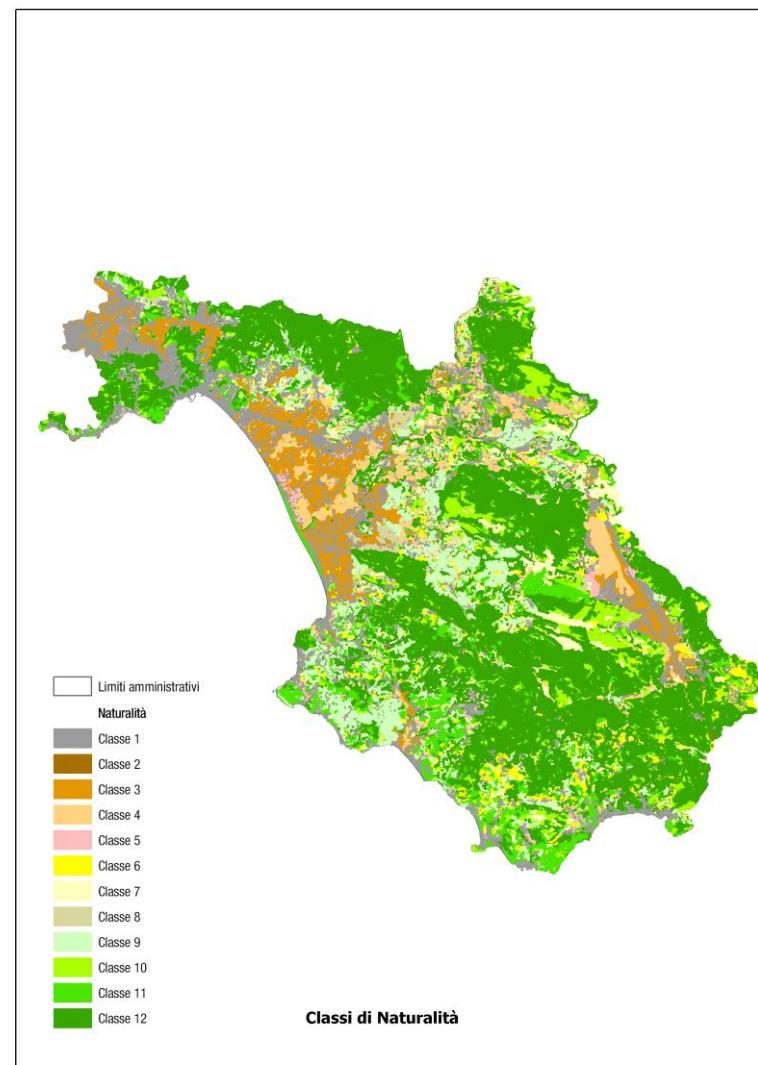 Limiti amministrativi
Naturalità
Classe 1
Classe 2
Classe 3
Classe 4
Classe 5
Classe 6
Classe 7
Classe 8
Classe 9
Classe 10
Classe 11
Classe 12
Classi di Naturalità